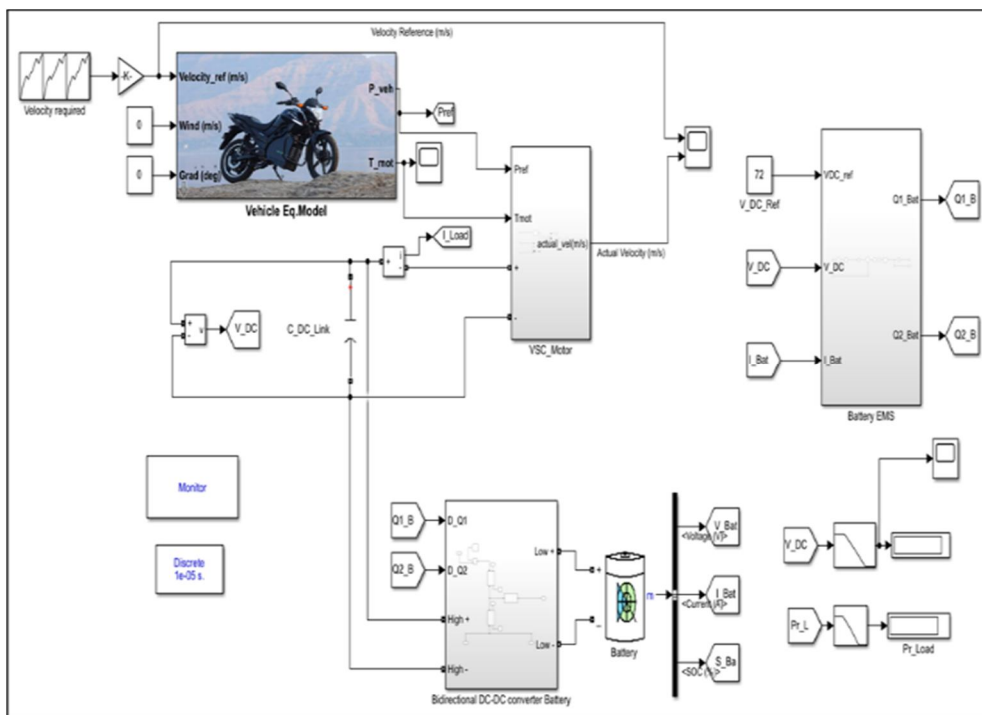 Velocity Reference (m/s)
Velocity required
-K-
Velocity_ref (m/s)
P_veh
Wind (m/s)
0
T_mot
Grad (deg)
0
Vehicle Eq.Model
Pref
Pref
Tmot
actual_vel(m/s)
+
-
VSC_Motor
Actual Velocity (m/s)
72
V_DC_Ref
VDC_ref
V_DC
V_DC
I_Bat
I_Bat
Q1_Bat
Q1_B
Q2_Bat
Q2_B
Battery EMS
I_Load
+
i
-
+
-
v
V_DC
C_DC_Link
Monitor
Discrete
1e-05 s.
Q1_B
D_Q1
Q2_B
D_Q2
High +
High -
Low +
Low -
Bidirectional DC-DC converter Battery
+
_
m
Battery
V_Bat
<Voltage (V)>
I_Bat
<Current (A)>
S_Ba
<SOC (%)>
V_DC
Pr_L
Pr_Load